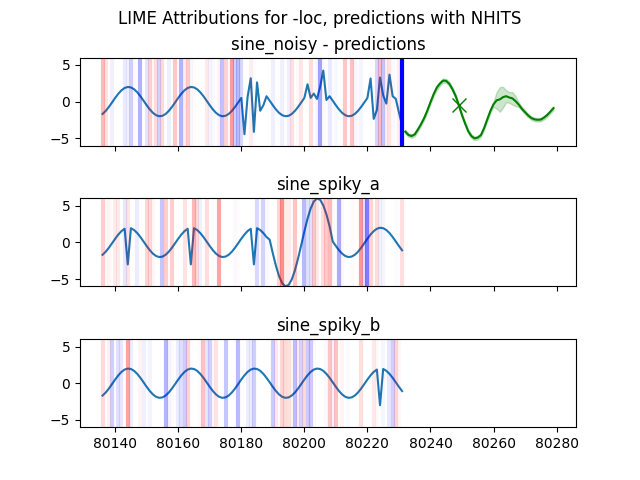 LIME Attributions for -loc, predictions with NHITS
sine_noisy - predictions
5
0
−5
sine_spiky_a
5
0
−5
sine_spiky_b
5
0
−5
80140 80160 80180 80200 80220 80240 80260 80280